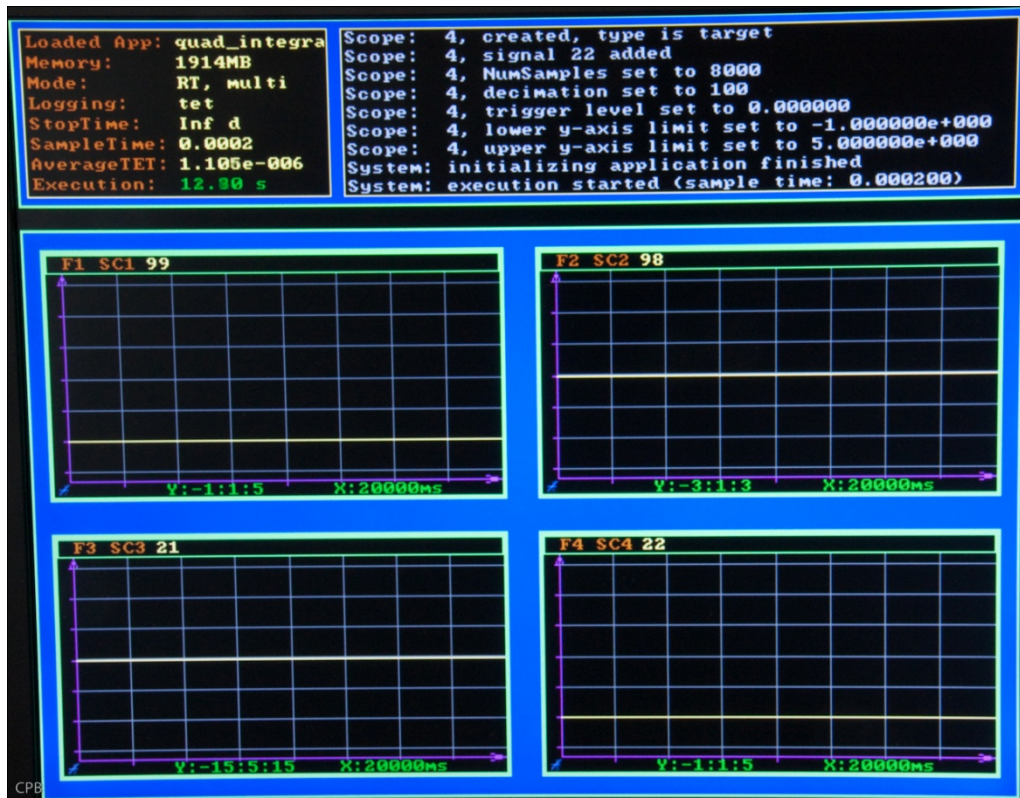 Loaded App: quad_integra
Memory: 1914MB
Mode: RT, multi
Logging: tet
StopTime: Inf d
SampleTime: 0.0002
AverageTET: 1.105e-006
Execution: 12.80 s
Scope: 4, created, type is target
Scope: 4, signal 22 added
Scope: 4, NumSamples set to 8000
Scope: 4, decimation set to 100
Scope: 4, trigger level set to 0.000000
Scope: 4, lower y-axis limit set to -1.000000e+000
Scope: 4, upper y-axis limit set to 5.000000e+000
System: initializing application finished
System: execution started (sample time: 0.000200)
F1 SC1 99
Y:-1:1:5 X:20000ms
F2 SC2 98
Y:-3:1:3 X:20000ms
F3 SC3 21
Y:-15:5:15 X:20000ms
F4 SC4 22
Y:-1:1:5 X:20000ms
CPB